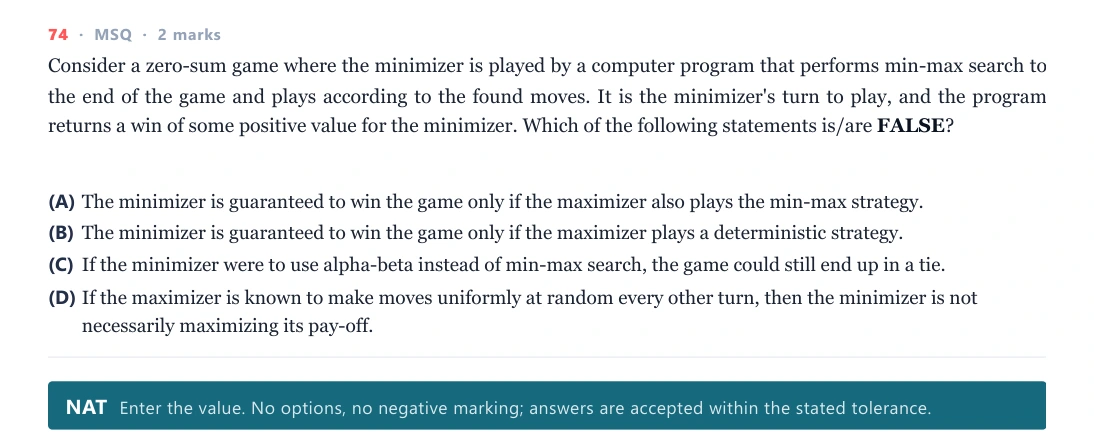 74 · MSQ · 2 marks
Consider a zero-sum game where the minimizer is played by a computer program that performs min-max search to
the end of the game and plays according to the found moves. It is the minimizer's turn to play, and the program
returns a win of some positive value for the minimizer. Which of the following statements is/are FALSE?
(A) The minimizer is guaranteed to win the game only if the maximizer also plays the min-max strategy.
(B) The minimizer is guaranteed to win the game only if the maximizer plays a deterministic strategy.
(C) If the minimizer were to use alpha-beta instead of min-max search, the game could still end up in a tie.
(D) If the maximizer is known to make moves uniformly at random every other turn, then the minimizer is not
necessarily maximizing its pay-off.
NAT Enter the value. No options, no negative marking; answers are accepted within the stated tolerance.